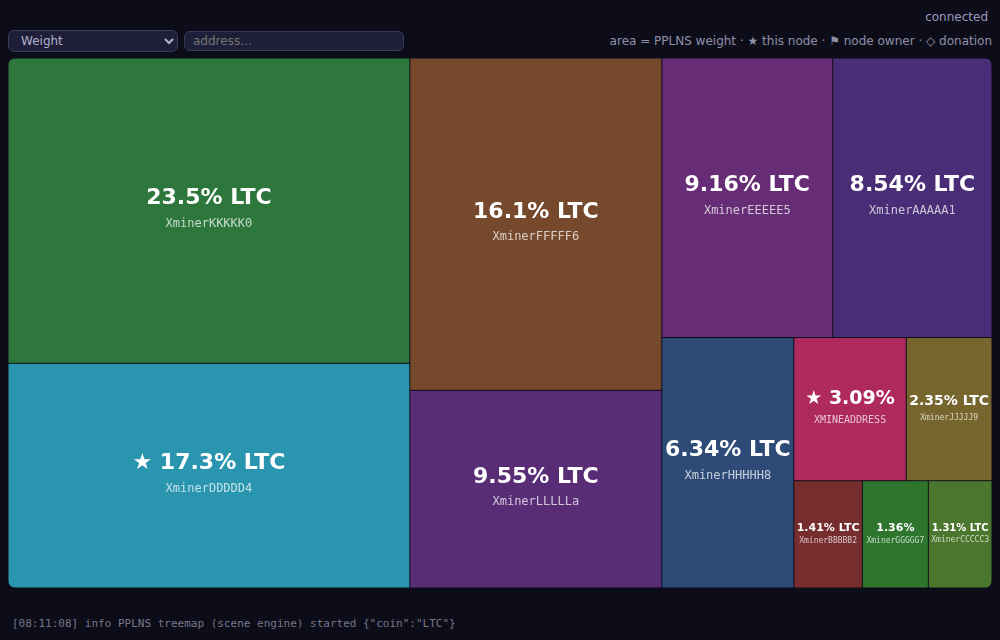 connected
Weight
address...
area = PPLNS weight · ★ this node · ⚑ node owner · ◇ donation
23.5% LTC
XminerKKKKK0
16.1% LTC
XminerFFFFF6
9.16% LTC
XminerEEEEE5
8.54% LTC
XminerAAAAA1
★ 17.3% LTC
XminerDDDDD4
9.55% LTC
XminerLLLLLa
6.34% LTC
XminerHHHHH8
★ 3.09%
XMINEADDRESS
2.35% LTC
XminerJJJJJ9
1.41% LTC
XminerBBBBB2
1.36%
XminerGGGGG7
1.31% LTC
XminerCCCCC3
[08:11:08] info PPLNS treemap (scene engine) started {"coin":"LTC"}